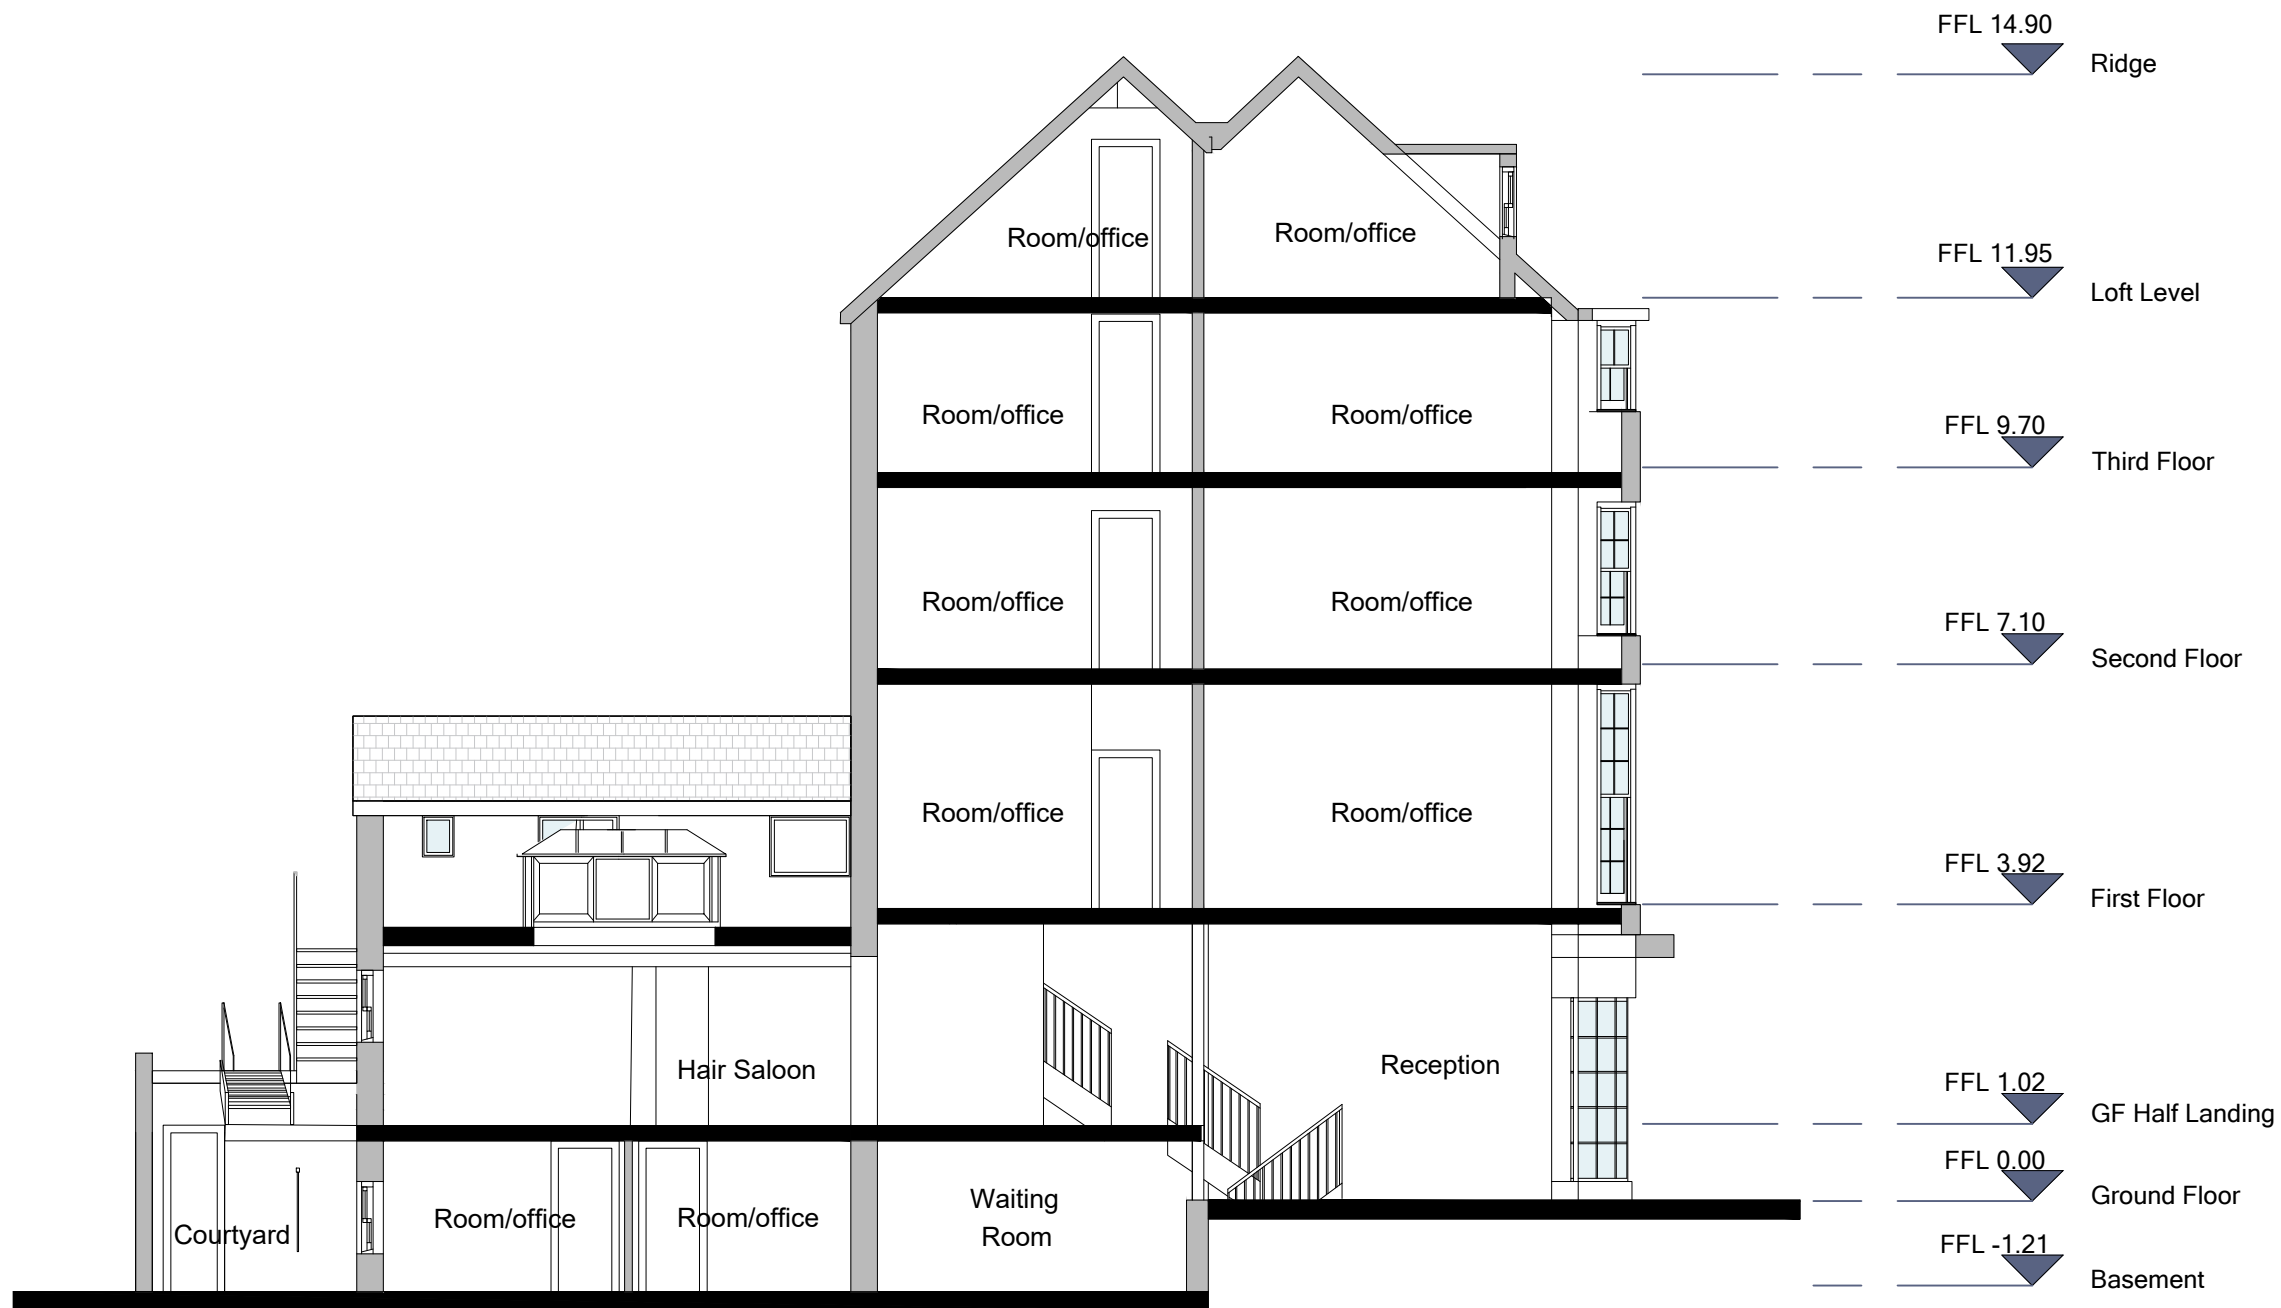 FFL 14.90
Ridge
Room/office
Room/office
FFL 11.95
Loft Level
Room/office
Room/office
FFL 9.70
Third Floor
Room/office
Room/office
FFL 7.10
Second Floor
Room/office
Room/office
FFL 3.92
First Floor
Hair Saloon
Reception
FFL 1.02
GF Half Landing
FFL 0.00
Ground Floor
Courtyard
Room/office
Room/office
Waiting
Room
FFL -1.21
Basement